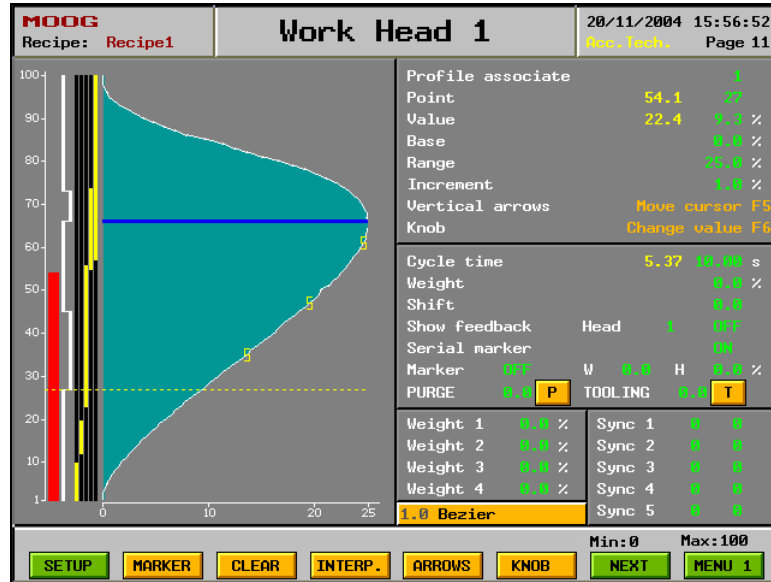 MOOG
Recipe: Recipe1
Work Head 1
20/11/2004 15:56:52
Acc.Tech. Page 11
Profile associate 1
Point 54.1 27
Value 22.4 9.3 %
Base 0.0 %
Range 25.0 %
Increment 1.0 %
Vertical arrows Move cursor F5
Knob Change value F6
Cycle time 5.37 10.00 s
Weight 0.0 %
Shift 0.0
Show feedback Head 1 OFF
Serial marker ON
Marker OFF W 0.0 H 0.0 %
PURGE 0.0 P TOOLING 0.0 T
Weight 1 0.0 %
Weight 2 0.0 %
Weight 3 0.0 %
Weight 4 0.0 %
1.0 Bezier
Sync 1 0 0
Sync 2 0 0
Sync 3 0 0
Sync 4 0 0
Sync 5 0 0
100
90
80
70
60
50
40
30
20
10
1
0 10 20 25
5
5
5
Min:0 Max:100
SETUP MARKER CLEAR INTERP. ARROWS KNOB NEXT MENU 1